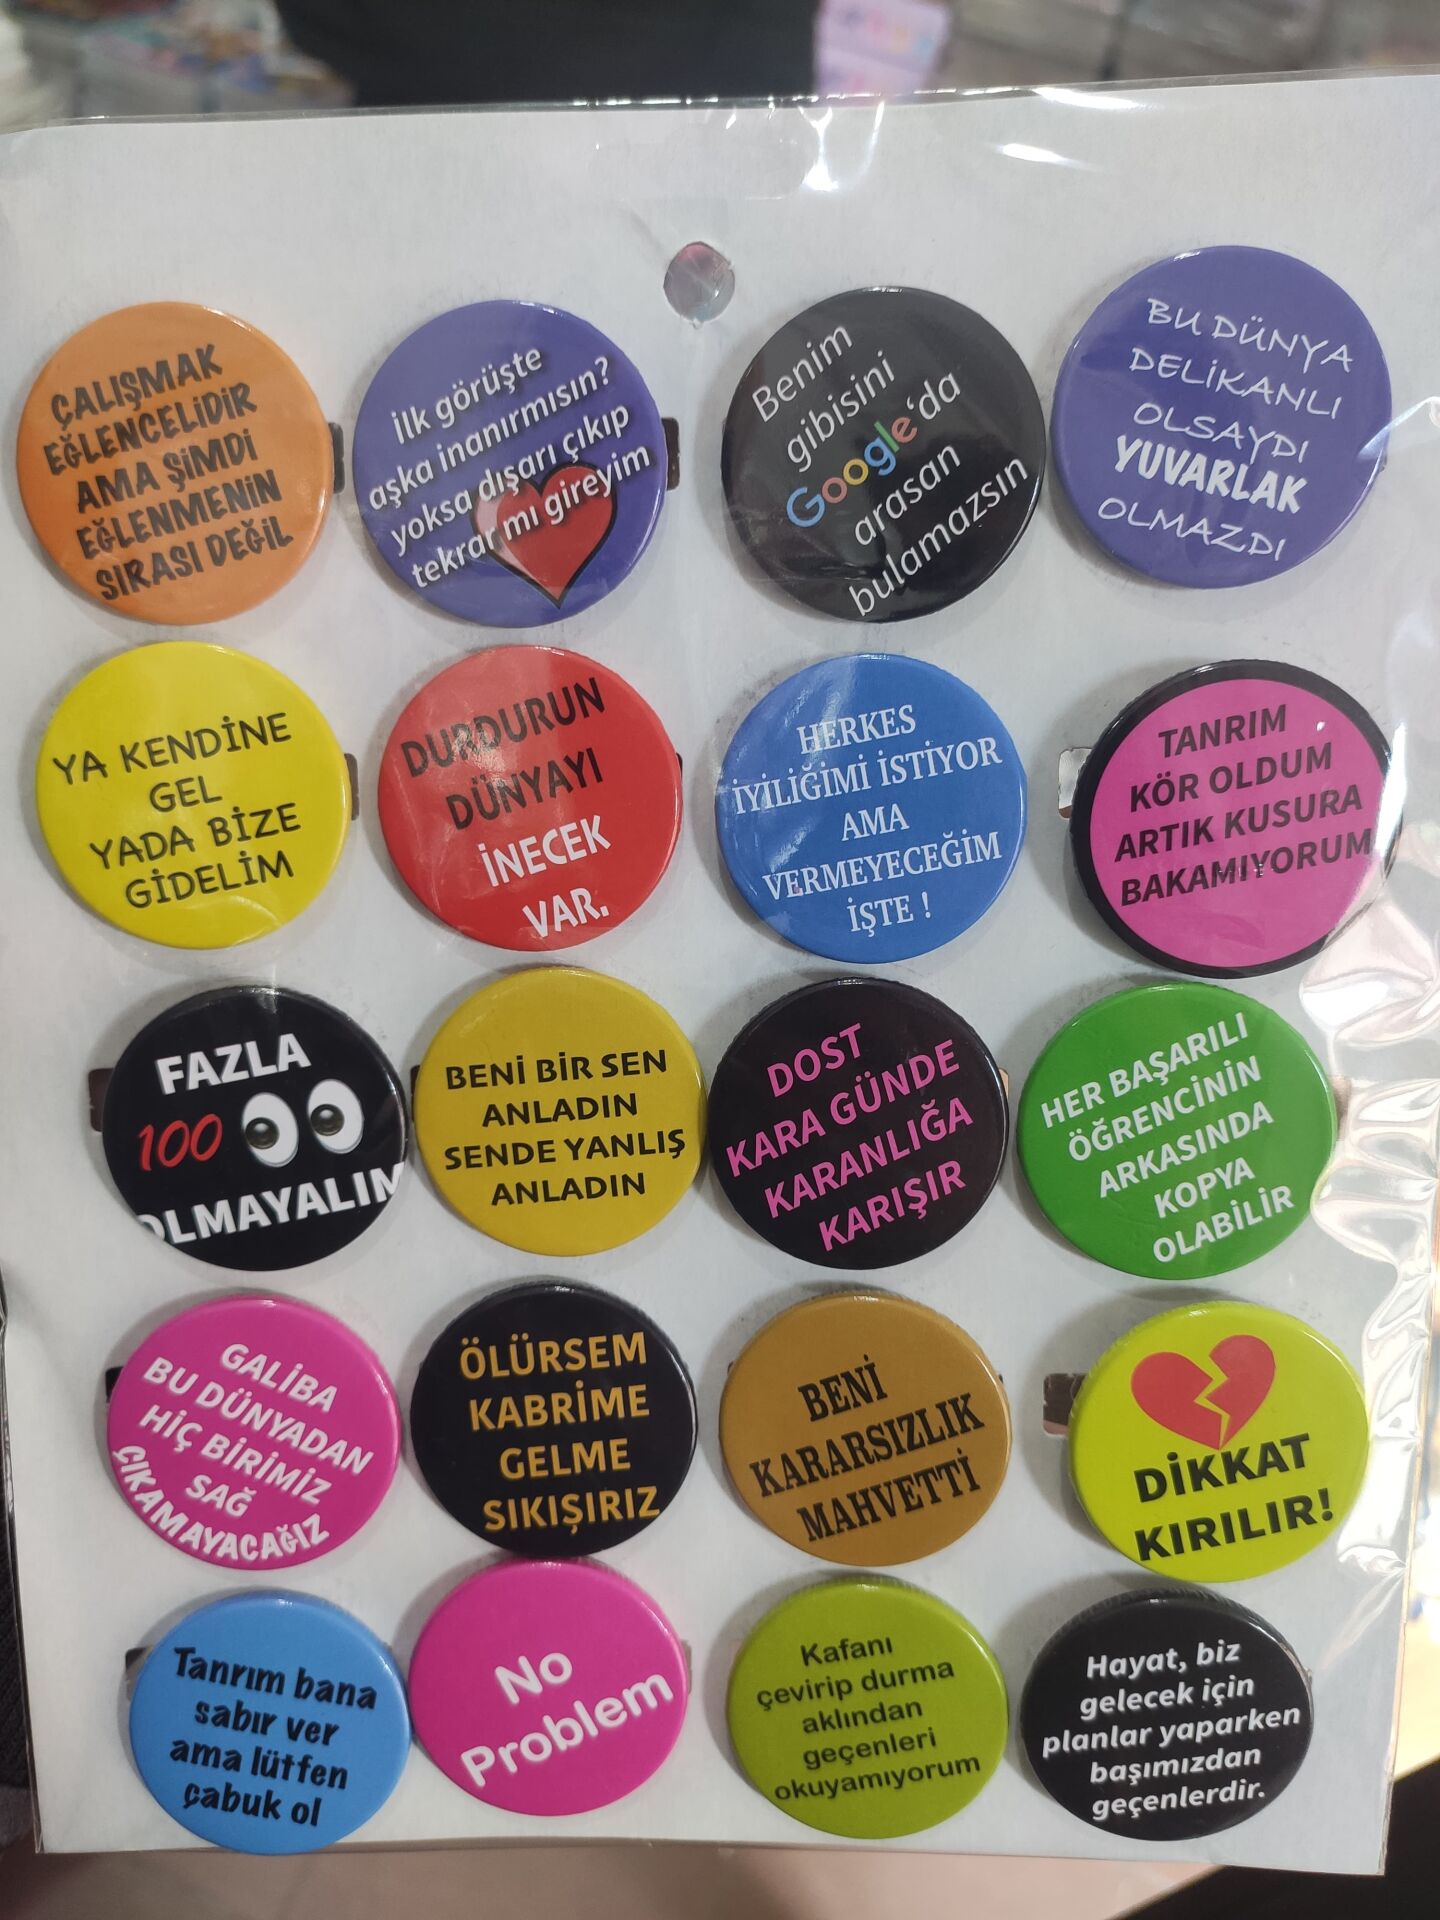 ÇALIŞMAK
EĞLENCELİDİR
AMA ŞİMDİ
EĞLENMENİN
SIRASI DEĞİL
İlk görüşte
aşka inanırmısın?
yoksa dışarı çıkıp
tekrar mı gireyim
Benim
gibisini
Google'da
arasan
bulamazsın
BU DÜNYA
DELİKANLI
OLSAYDI
YUVARLAK
OLMAZDI
YA KENDİNE
GEL
YADA BİZE
GİDELİM
DURDURUN
DÜNYAYI
İNECEK
VAR.
HERKES
İYİLİĞİMİ İSTİYOR
AMA
VERMEYECEĞİM
İŞTE !
TANRIM
KÖR OLDUM
ARTIK KUSURA
BAKAMIYORUM
FAZLA
100
OLMAYALIM
BENİ BİR SEN
ANLADIN
SENDE YANLIŞ
ANLADIN
DOST
KARA GÜNDE
KARANLIĞA
KARIŞIR
HER BAŞARILI
ÖĞRENCİNİN
ARKASINDA
KOPYA
OLABİLİR
GALİBA
BU DÜNYADAN
HİÇ BİRİMİZ
SAĞ
ÇIKAMAYACAĞIZ
ÖLÜRSEM
KABRİME
GELME
SIKIŞIRIZ
BENİ
KARARSIZLIK
MAHVETTİ
DİKKAT
KIRILIR!
Tanrım bana
sabır ver
ama lütfen
çabuk ol
No
Problem
Kafanı
çevirip durma
aklından
geçenleri
okuyamıyorum
Hayat, biz
gelecek için
planlar yaparken
başımızdan
geçenlerdir.